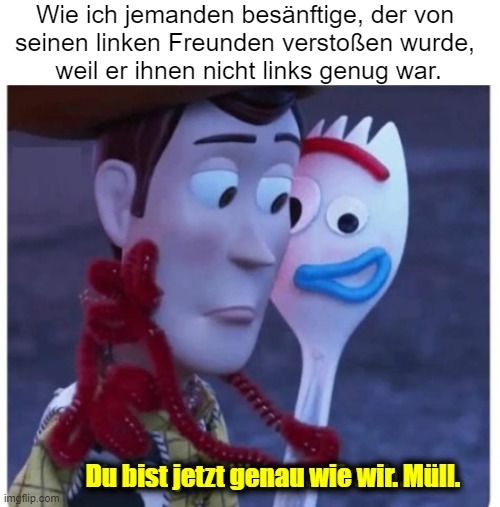 Wie ich jemanden besänftige, der von
seinen linken Freunden verstoßen wurde,
weil er ihnen nicht links genug war.
Du bist jetzt genau wie wir. Müll.
imgflip.com